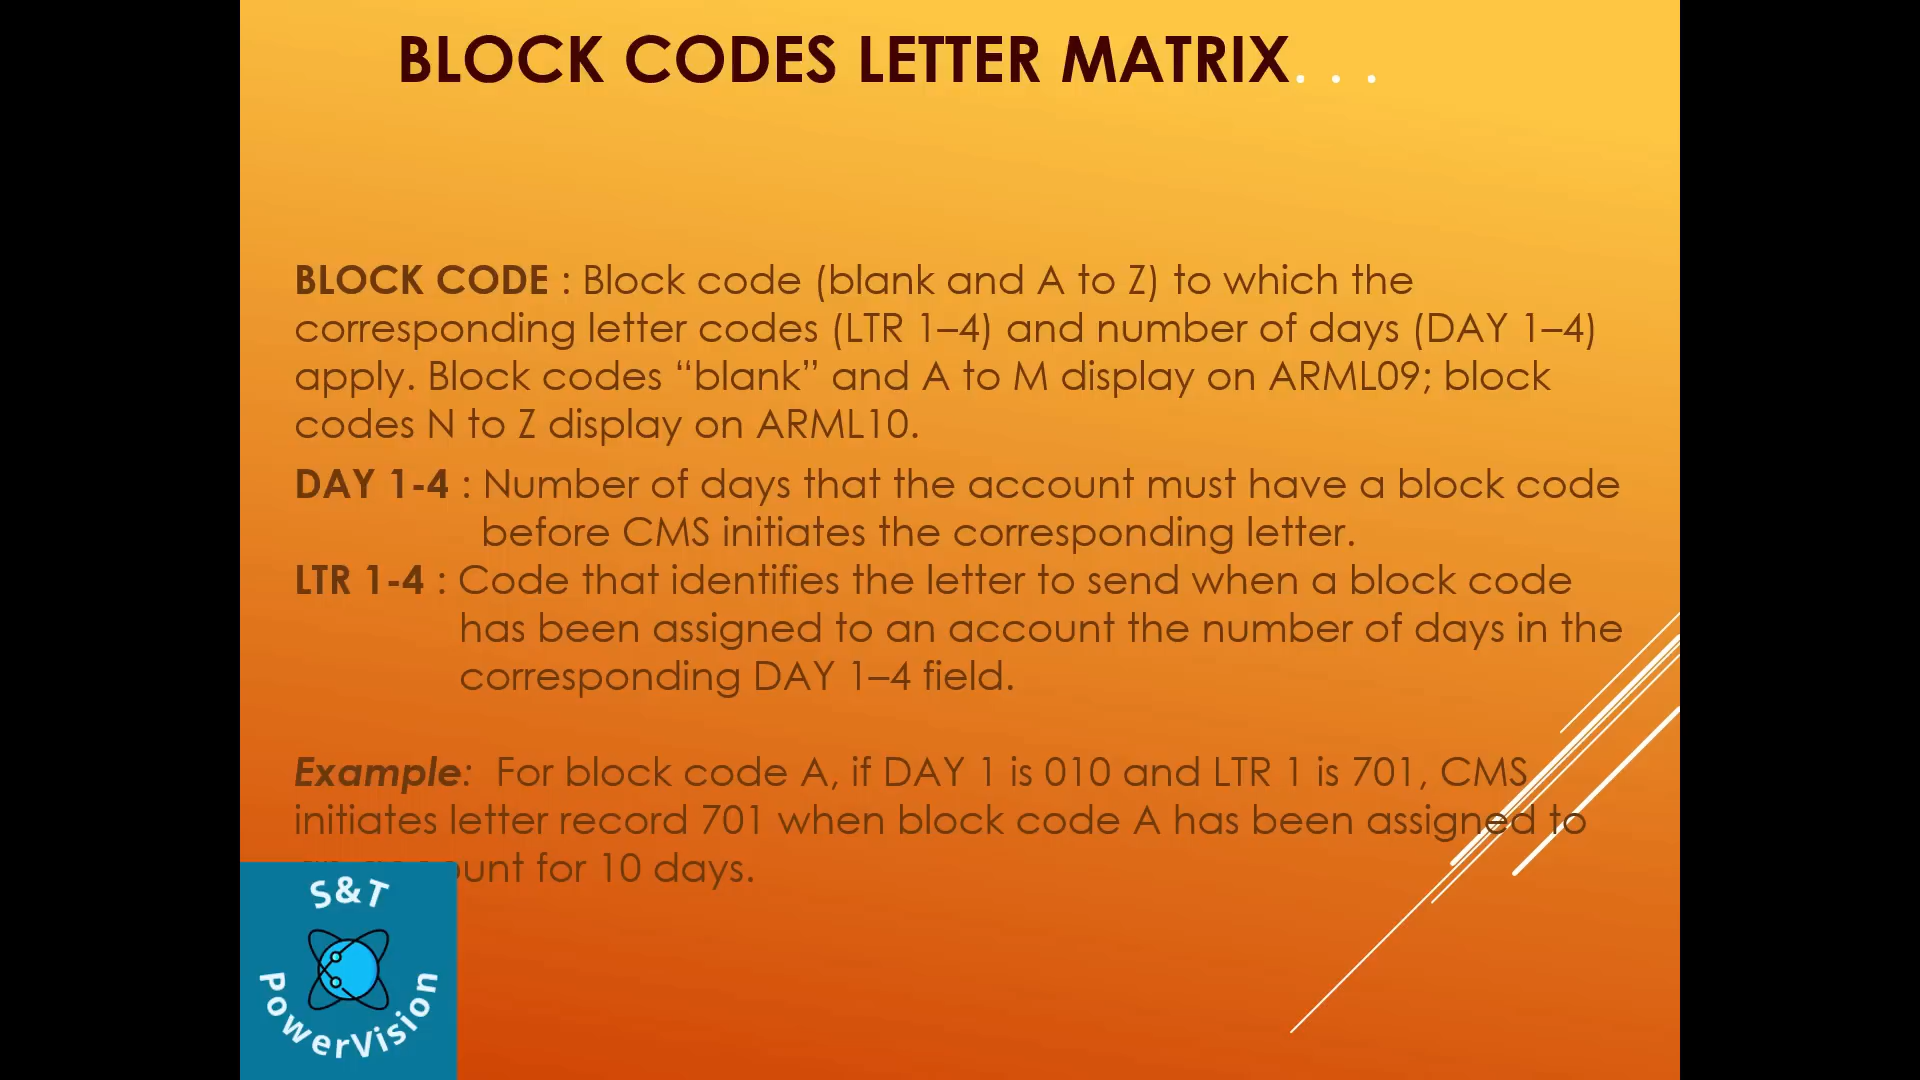 BLOCK CODES LETTER MATRIX. . .
BLOCK CODE : Block code (blank and A to Z) to which the
corresponding letter codes (LTR 1–4) and number of days (DAY 1–4)
apply. Block codes “blank” and A to M display on ARML09; block
codes N to Z display on ARML10.
DAY 1-4 : Number of days that the account must have a block code
before CMS initiates the corresponding letter.
LTR 1-4 : Code that identifies the letter to send when a block code
has been assigned to an account the number of days in the
corresponding DAY 1–4 field.
Example: For block code A, if DAY 1 is 010 and LTR 1 is 701, CMS
initiates letter record 701 when block code A has been assigned to
for 10 days.
S&T
PowerVision